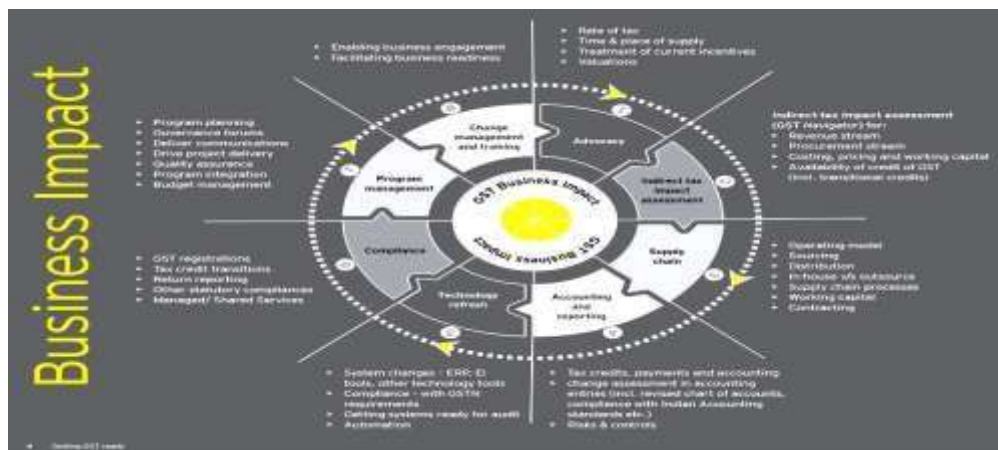 Business Impact
Enabling business engagement
Facilitating business readiness
Rate of tax
Time & place of supply
Treatment of current incentives
Valuations
Program planning
Governance forums
Deliver communications
Drive project delivery
Quality assurance
Program integration
Budget management
Indirect tax impact assessment
(GST Navigator) for:
Revenue stream
Procurement stream
Costing, pricing and working capital
Availability of credit of GST
(incl. transitional credits)
Change
management
and training
Advocacy
Program
management
Indirect tax
impact
assessment
GST Business Impact
GST Business Impact
Compliance
Supply
chain
Technology
refresh
Accounting
and
reporting
GST registrations
Tax credit transitions
Return reporting
Other statutory compliances
Managed/ Shared Services
Operating model
Sourcing
Distribution
In-house v/s outsource
Supply chain processes
Working capital
Contracting
System changes - ERP, EI
tools, other technology tools
Compliance - with GSTN
requirements
Getting systems ready for audit
Automation
Tax credits, payments and accounting
change assessment in accounting
entries (incl. revised chart of accounts,
compliance with Indian Accounting
standards etc.)
Risks & controls
Getting GST ready